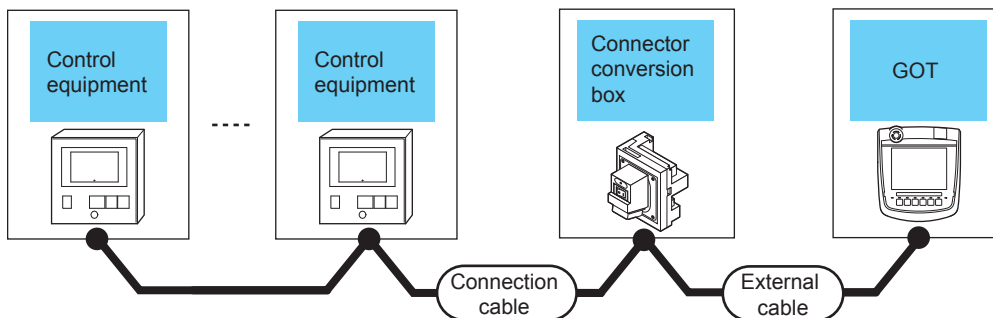 Control
equipment
Control
equipment
Connector
conversion
box
GOT
Connection
cable
External
cable